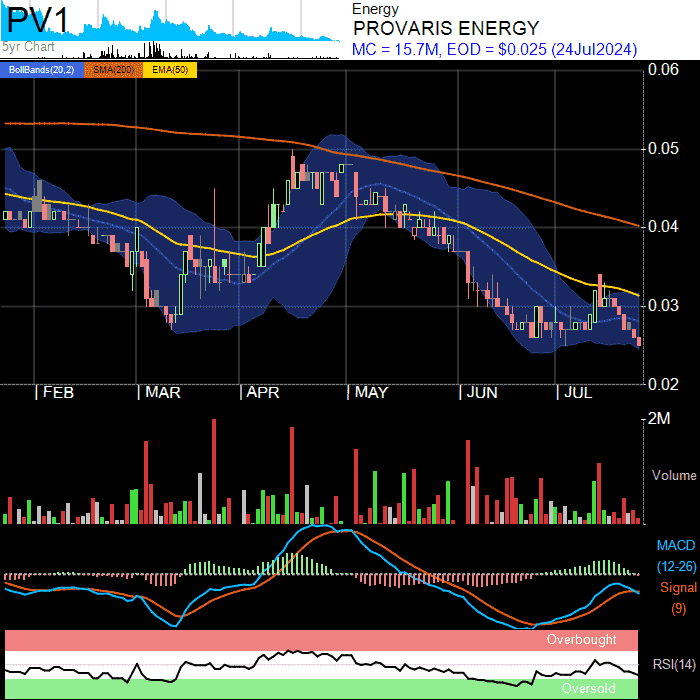 PV1
5yr Chart
Energy
PROVARIS ENERGY
MC = 15.7M, EOD = $0.025 (24Jul2024)
BollBands(20,2) SMA(200) EMA(50)
0.06
0.05
0.04
0.03
0.02
FEB MAR APR MAY JUN JUL
2M
Volume
MACD
(12-26)
Signal
(9)
Overbought
RSI(14)
Oversold